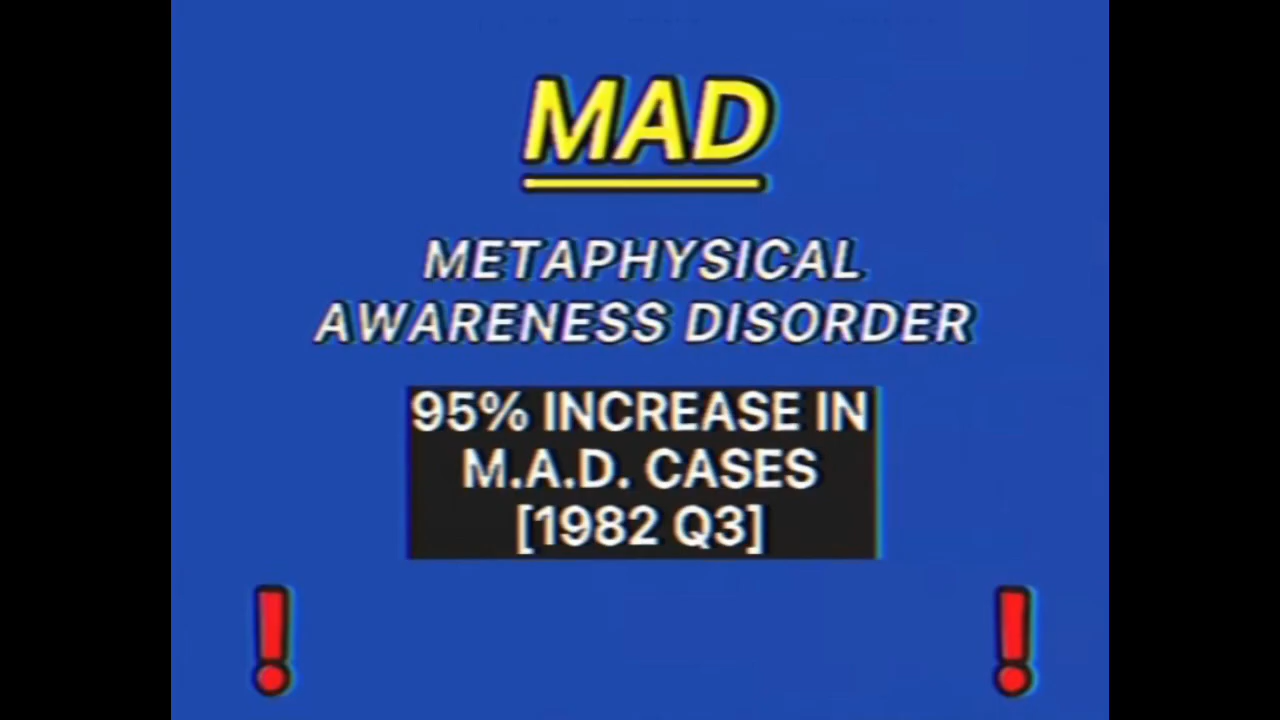 MAD
METAPHYSICAL
AWARENESS DISORDER
95% INCREASE IN
M.A.D. CASES
[1982 Q3]
!
!